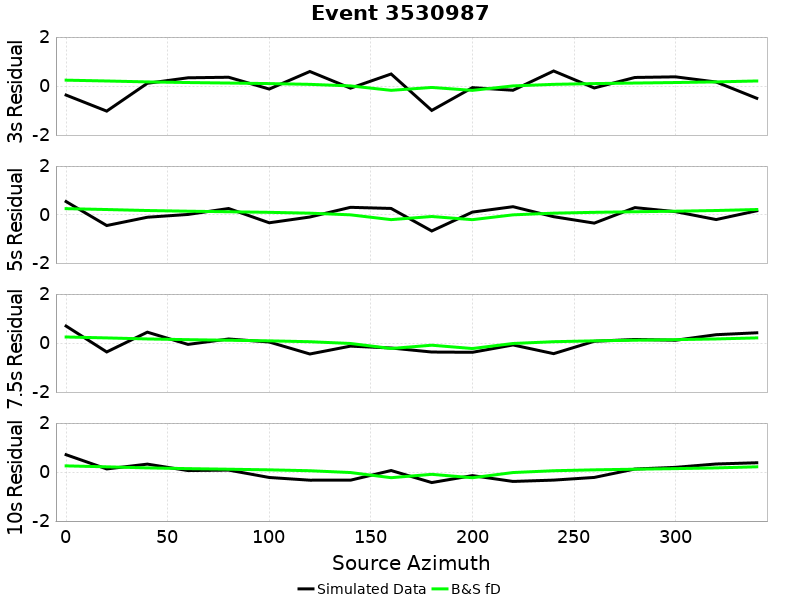 Event 3530987
3s Residual
2
0
-2
5s Residual
2
0
-2
7.5s Residual
2
0
-2
10s Residual
2
0
-2
0 50 100 150 200 250 300
Source Azimuth
Simulated Data B&S fD